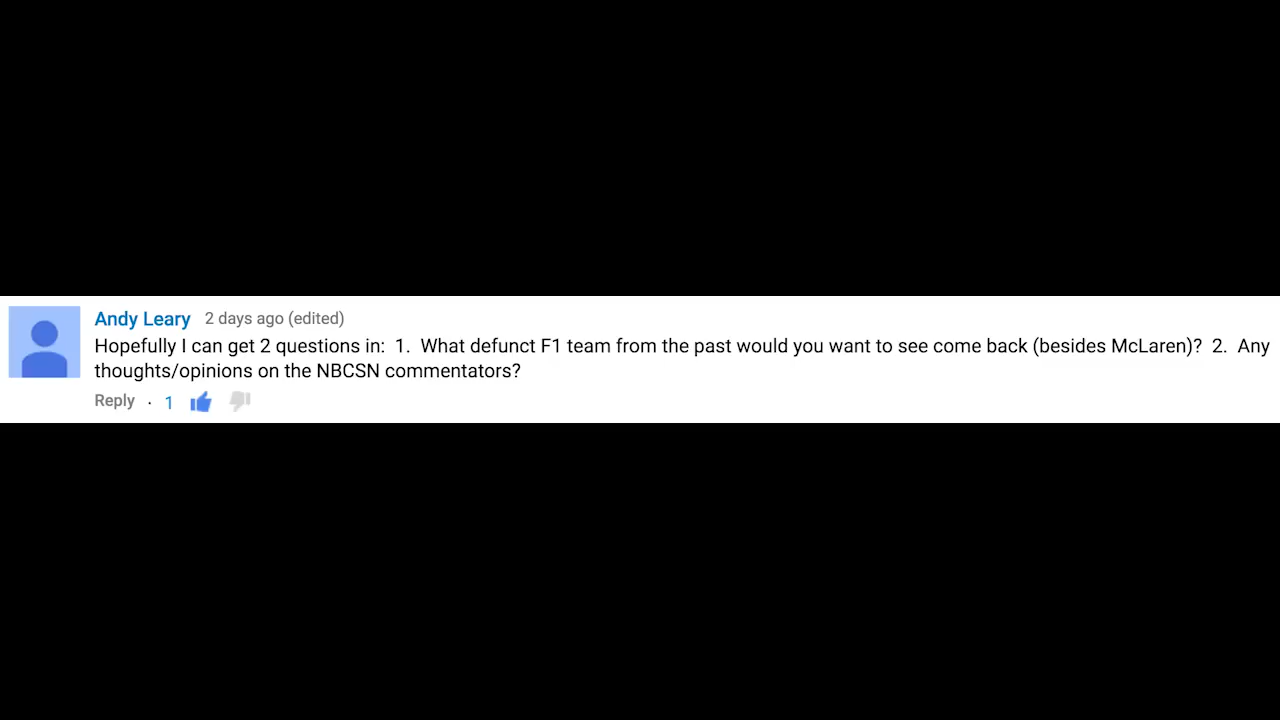 Andy Leary 2 days ago (edited)
Hopefully I can get 2 questions in:  1.  What defunct F1 team from the past would you want to see come back (besides McLaren)?  2.  Any
thoughts/opinions on the NBCSN commentators?
Reply · 1